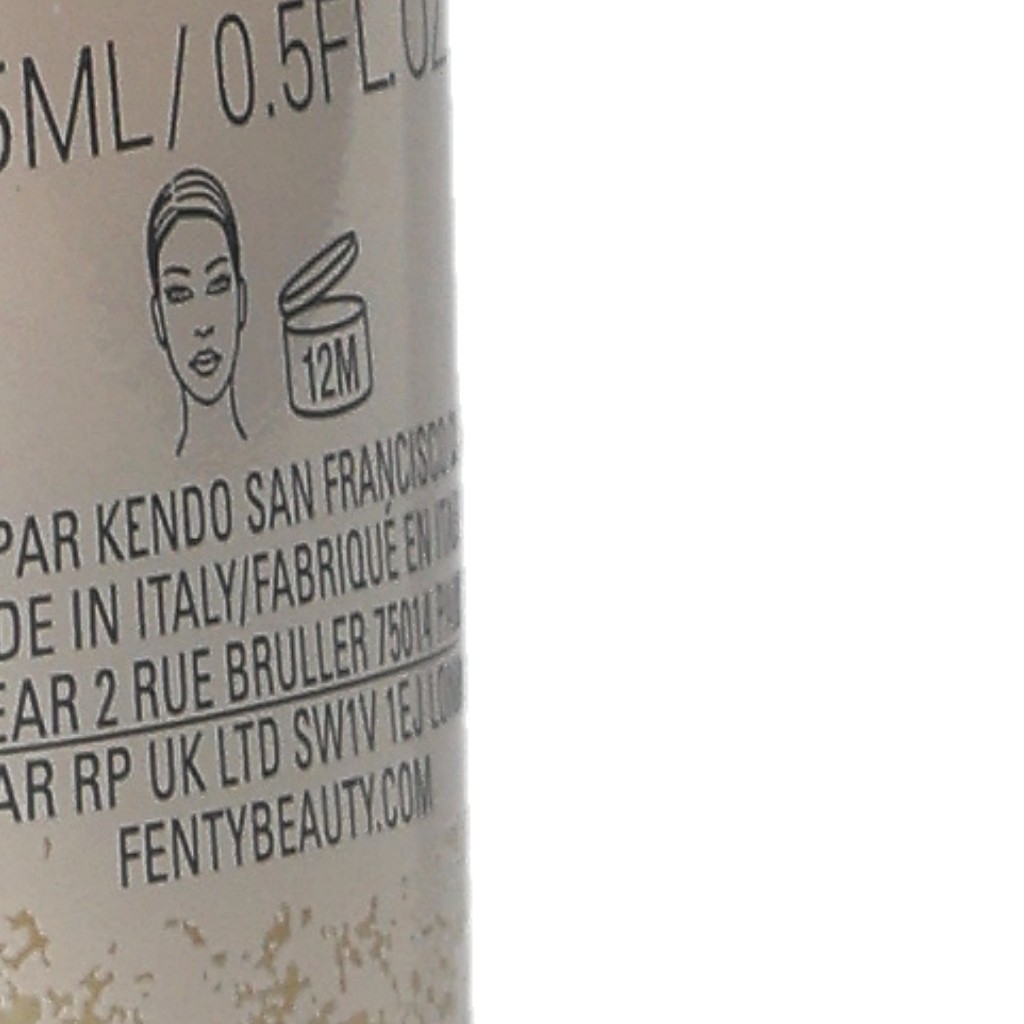 5ML / 0.5FL. OZ.
12M
PAR KENDO SAN FRANCISCO
DE IN ITALY/FABRIQUÉ EN
EAR 2 RUE BRULLER 75014
AR RP UK LTD SW1V 1EJ
FENTYBEAUTY.COM